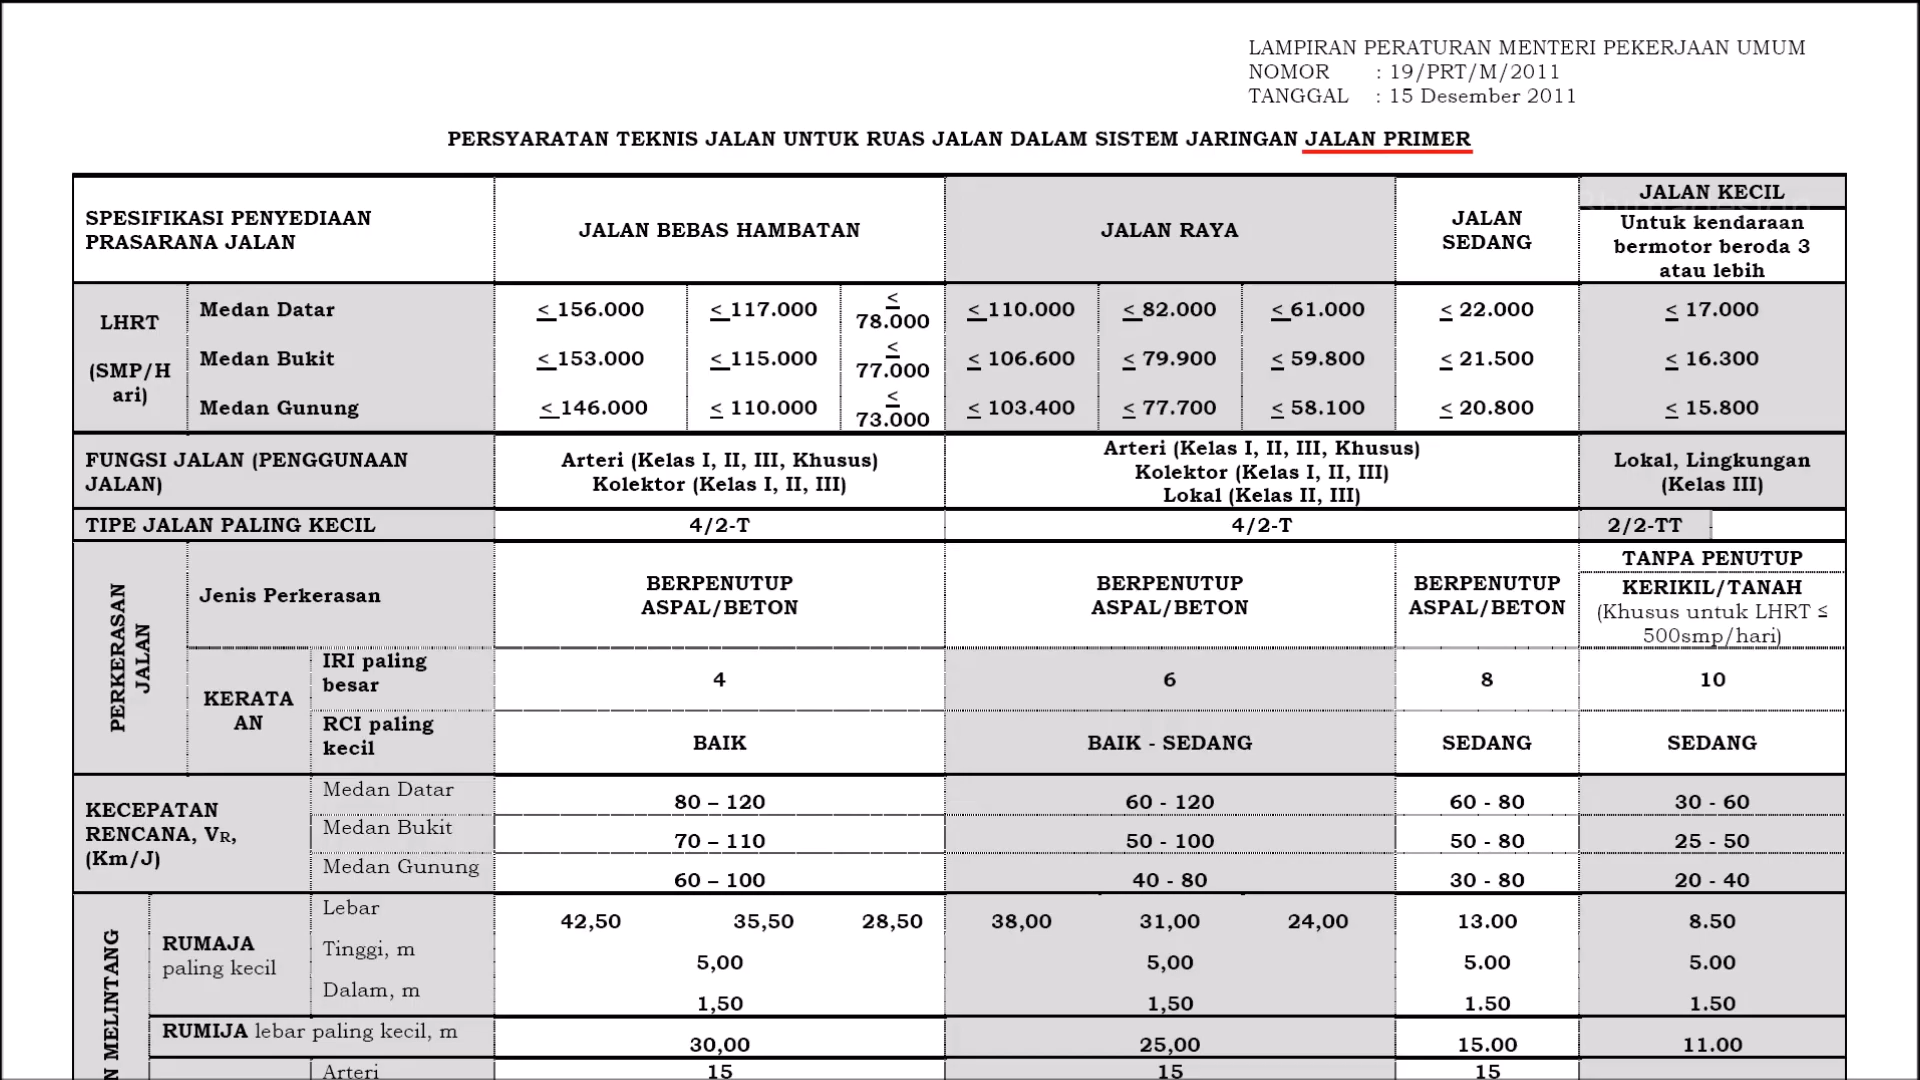 LAMPIRAN PERATURAN MENTERI PEKERJAAN UMUM
NOMOR : 19/PRT/M/2011
TANGGAL : 15 Desember 2011
PERSYARATAN TEKNIS JALAN UNTUK RUAS JALAN DALAM SISTEM JARINGAN JALAN PRIMER
SPESIFIKASI PENYEDIAAN
PRASARANA JALAN
JALAN BEBAS HAMBATAN
JALAN RAYA
JALAN
SEDANG
JALAN KECIL
Untuk kendaraan
bermotor beroda 3
atau lebih
LHRT
(SMP/H
ari)
Medan Datar
≤ 156.000
≤ 117.000
≤
78.000
≤ 110.000
≤ 82.000
≤ 61.000
≤ 22.000
≤ 17.000
Medan Bukit
≤ 153.000
≤ 115.000
≤
77.000
≤ 106.600
≤ 79.900
≤ 59.800
≤ 21.500
≤ 16.300
Medan Gunung
≤ 146.000
≤ 110.000
≤
73.000
≤ 103.400
≤ 77.700
≤ 58.100
≤ 20.800
≤ 15.800
FUNGSI JALAN (PENGGUNAAN
JALAN)
Arteri (Kelas I, II, III, Khusus)
Kolektor (Kelas I, II, III)
Arteri (Kelas I, II, III, Khusus)
Kolektor (Kelas I, II, III)
Lokal (Kelas II, III)
Lokal, Lingkungan
(Kelas III)
TIPE JALAN PALING KECIL
4/2-T
4/2-T
2/2-TT
PERKERASAN
JALAN
Jenis Perkerasan
BERPENUTUP
ASPAL/BETON
BERPENUTUP
ASPAL/BETON
BERPENUTUP
ASPAL/BETON
TANPA PENUTUP
KERIKIL/TANAH
(Khusus untuk LHRT ≤
500smp/hari)
KERATA
AN
IRI paling
besar
4
6
8
10
RCI paling
kecil
BAIK
BAIK - SEDANG
SEDANG
SEDANG
KECEPATAN
RENCANA, VR,
(Km/J)
Medan Datar
80 – 120
60 - 120
60 - 80
30 - 60
Medan Bukit
70 – 110
50 - 100
50 - 80
25 - 50
Medan Gunung
60 – 100
40 - 80
30 - 80
20 - 40
N MELINTANG
RUMAJA
paling kecil
Lebar
42,50
35,50
28,50
38,00
31,00
24,00
13.00
8.50
Tinggi, m
5,00
5,00
5.00
5.00
Dalam, m
1,50
1,50
1.50
1.50
RUMIJA lebar paling kecil, m
30,00
25,00
15.00
11.00
Arteri
15
15
15